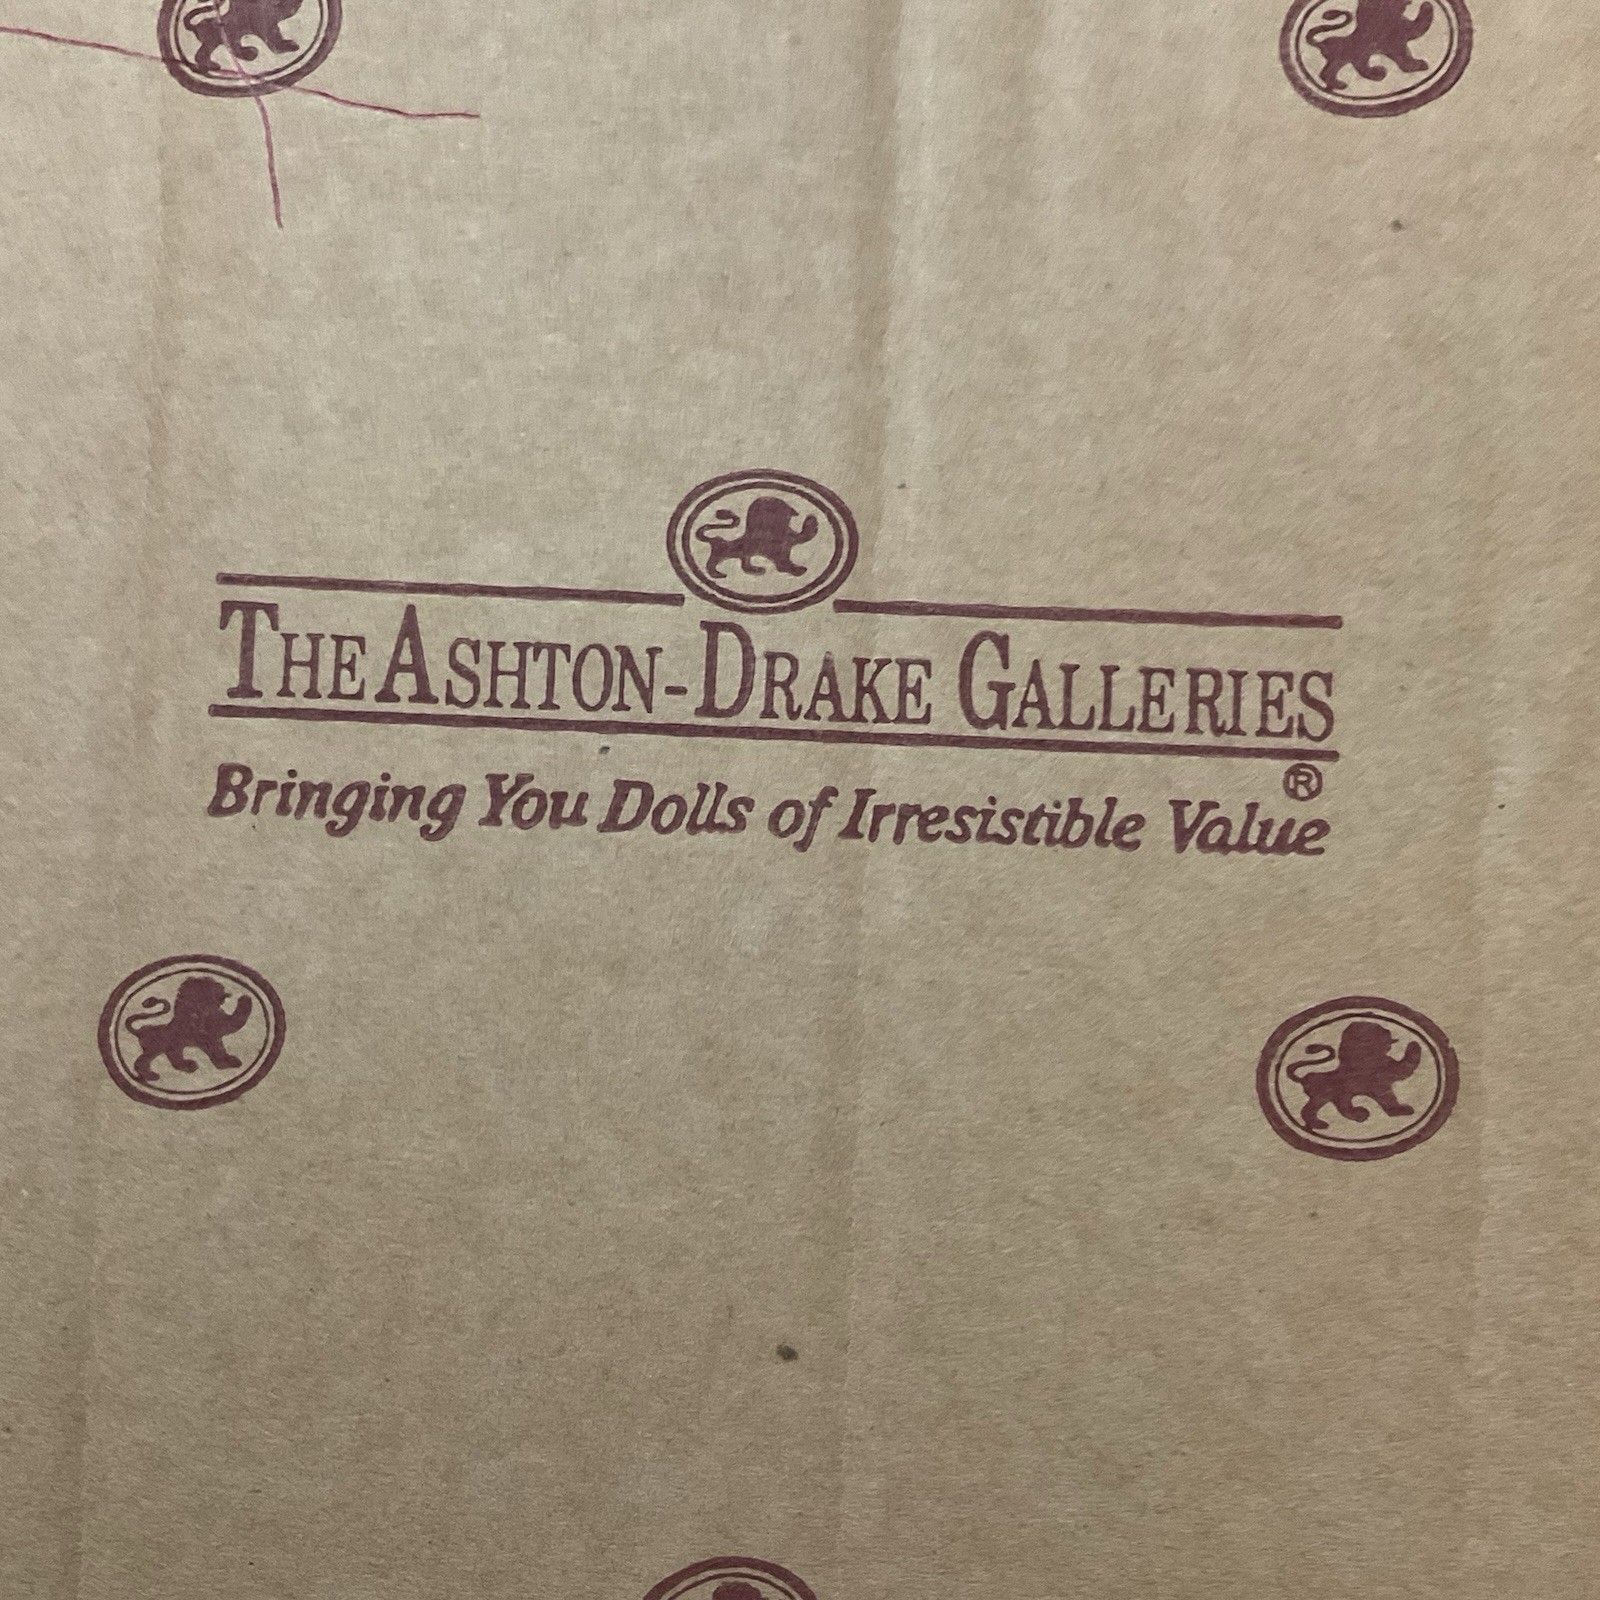 The Ashton-Drake Galleries
®
Bringing You Dolls of Irresistible Value